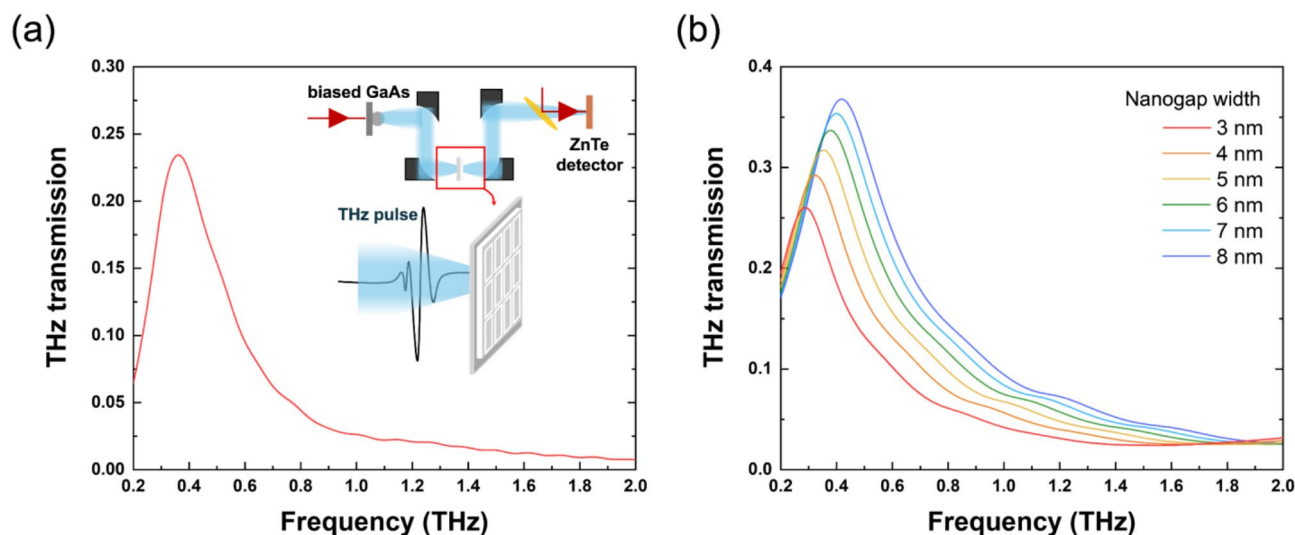 (a)
0.30
0.25
0.20
0.15
0.10
0.05
0.00
THz transmission
0.2 0.4 0.6 0.8 1.0 1.2 1.4 1.6 1.8 2.0
Frequency (THz)
biased GaAs
ZnTe
detector
THz pulse
(b)
0.4
0.3
0.2
0.1
0.0
THz transmission
0.2 0.4 0.6 0.8 1.0 1.2 1.4 1.6 1.8 2.0
Frequency (THz)
Nanogap width
3 nm
4 nm
5 nm
6 nm
7 nm
8 nm